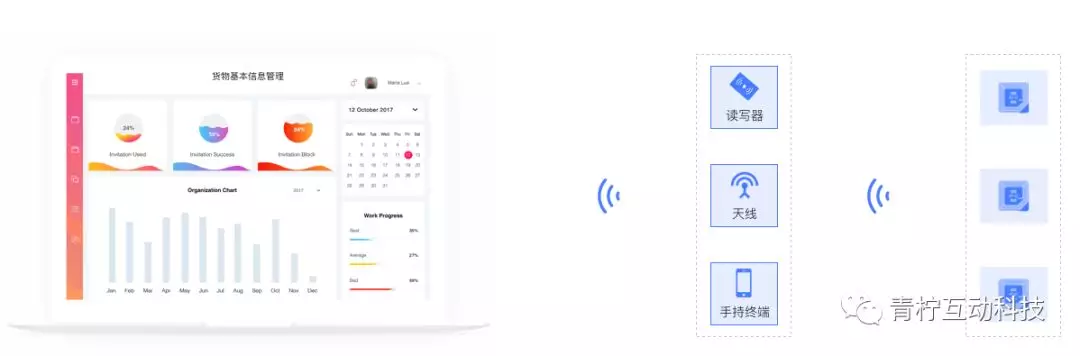 货物基本信息管理
Maria Lual
24%
Invitation Used
50%
Invitation Success
84%
Invitation Block
12 October 2017
Sun Mon Tue Wed Thu Fri Sat
1 2 3 4 5 6
7 8 9 10 11 12 13
14 15 16 17 18 19 20
21 22 23 24 25 26 27
28 29 30 31
Organization Chart
2017
Jan Feb Mar Apr May Jun Jul Aug Sep Oct Nov Dec
Work Progress
Best
Average
27%
Bad
读写器
天线
手持终端
青柠互动科技